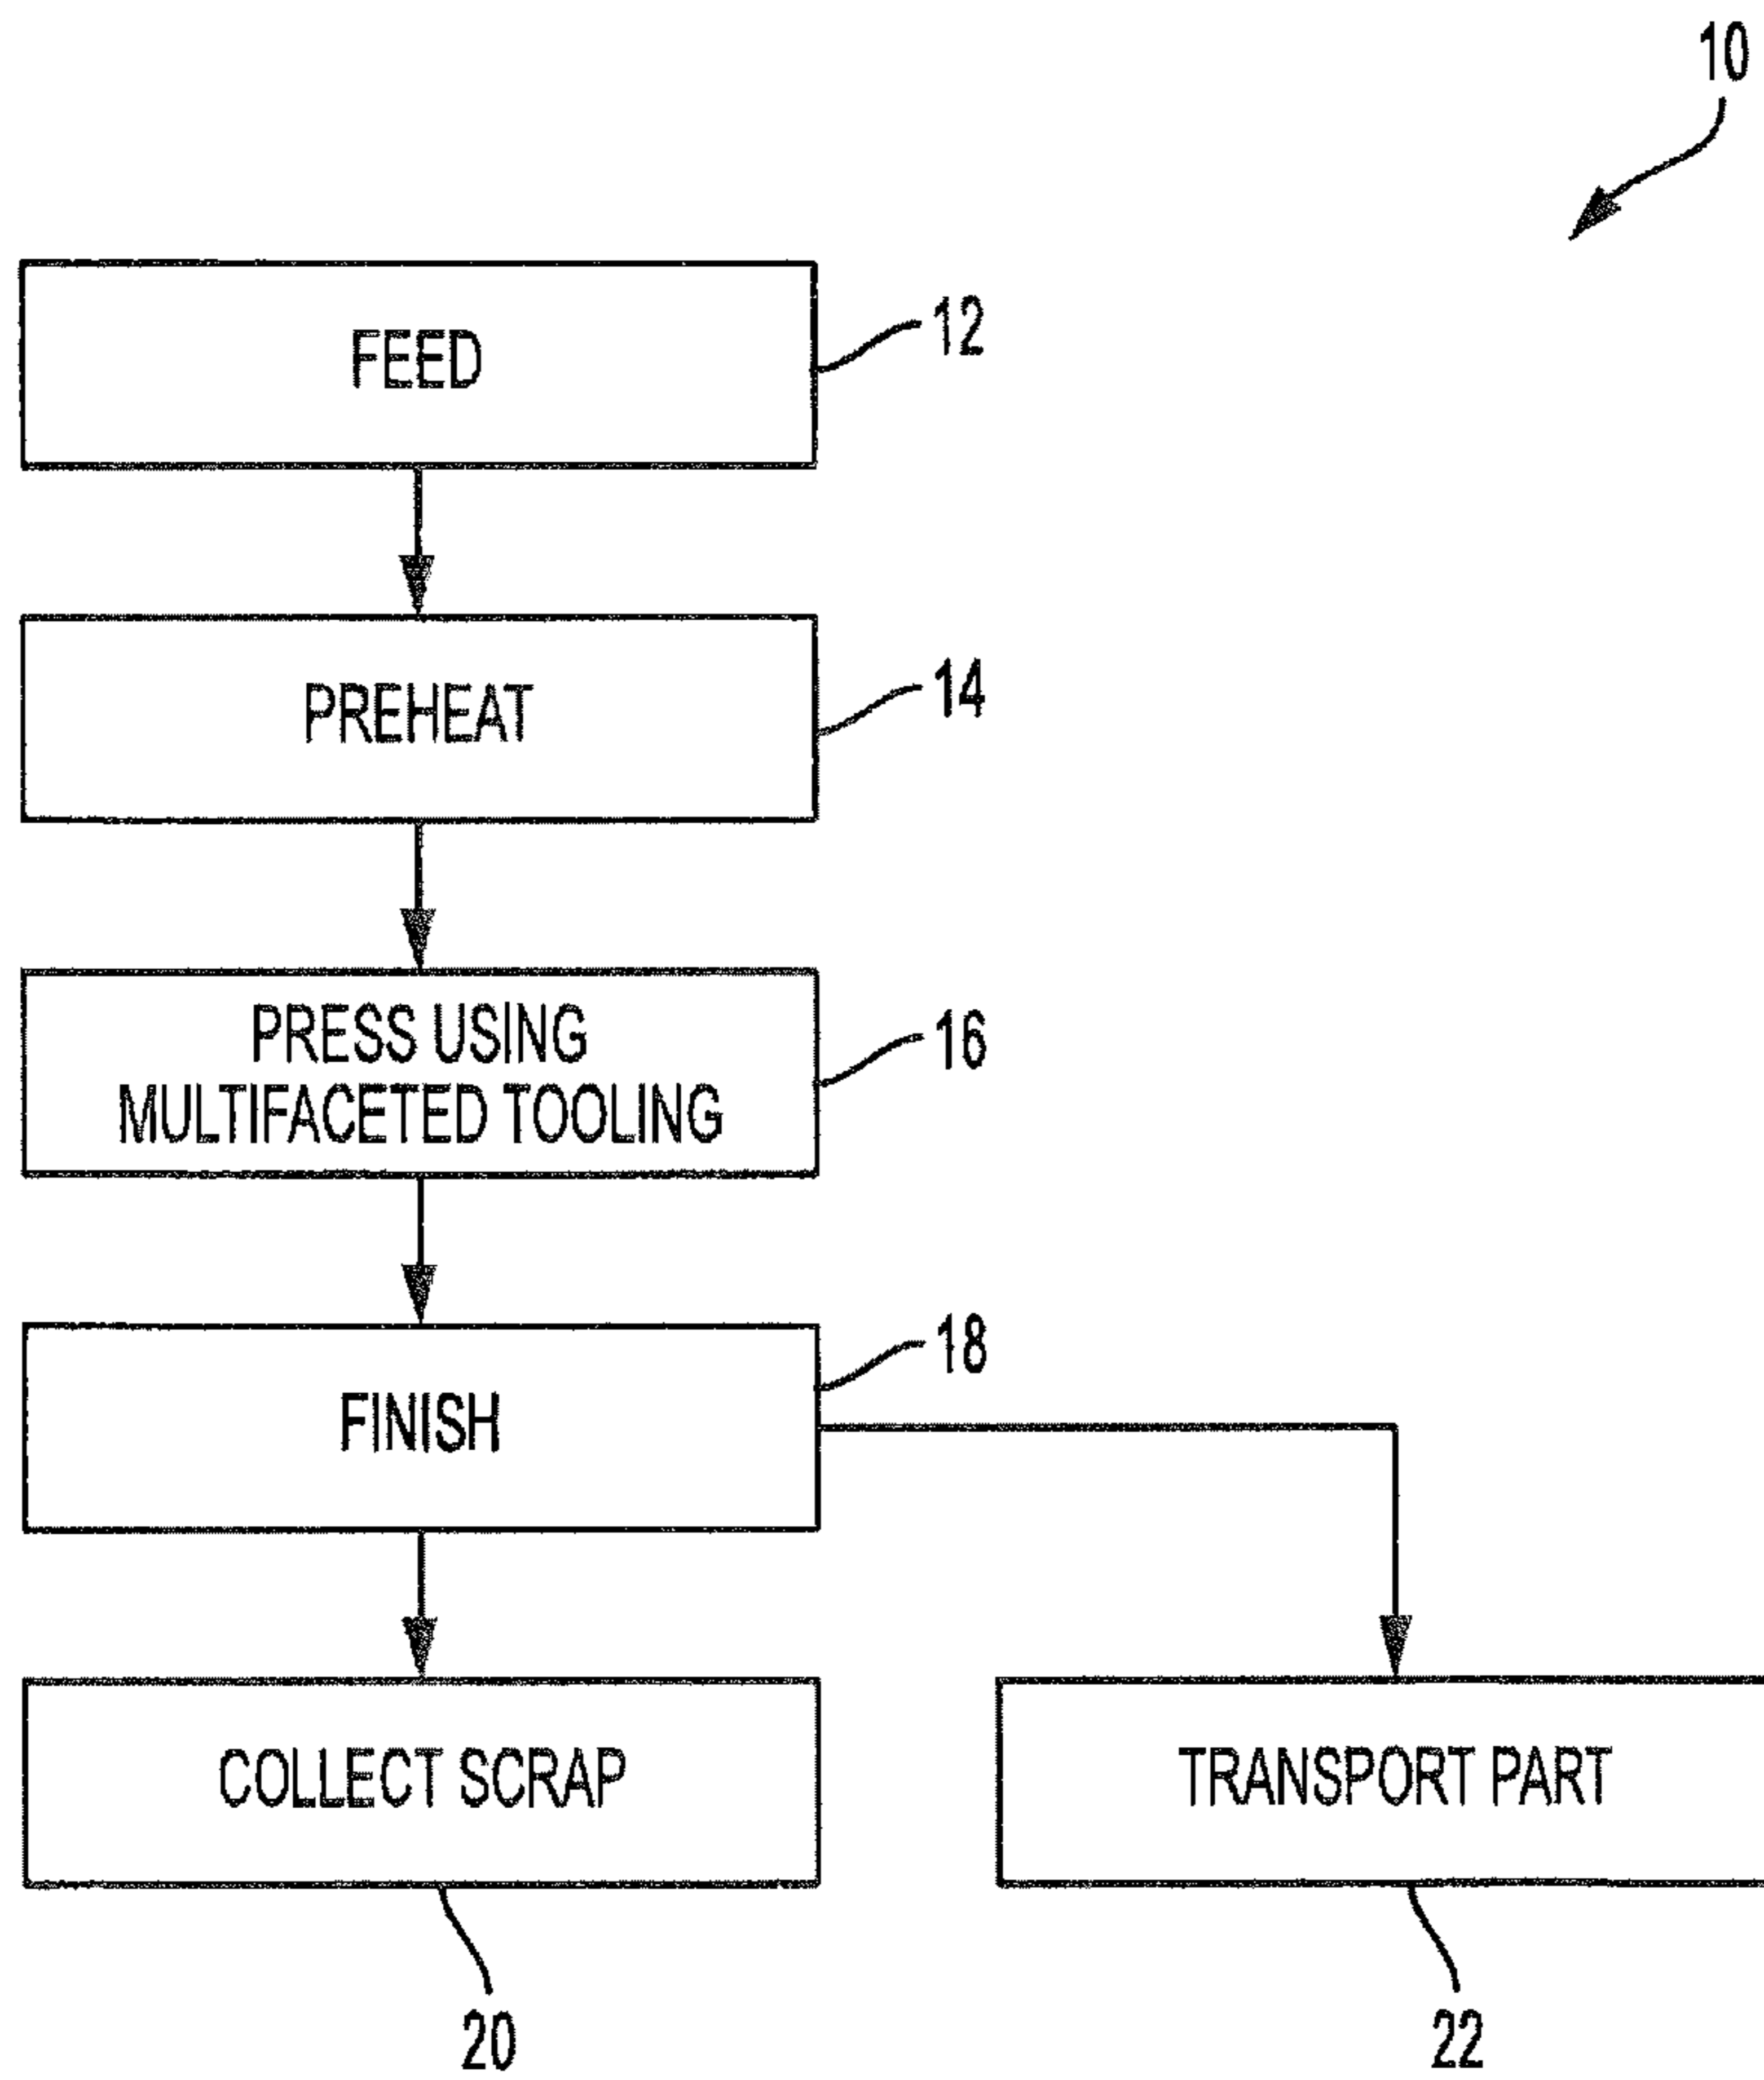 10
FEED
12
PREHEAT
14
PRESS USING
MULTIFACETED TOOLING
16
FINISH
18
COLLECT SCRAP
TRANSPORT PART
20
22